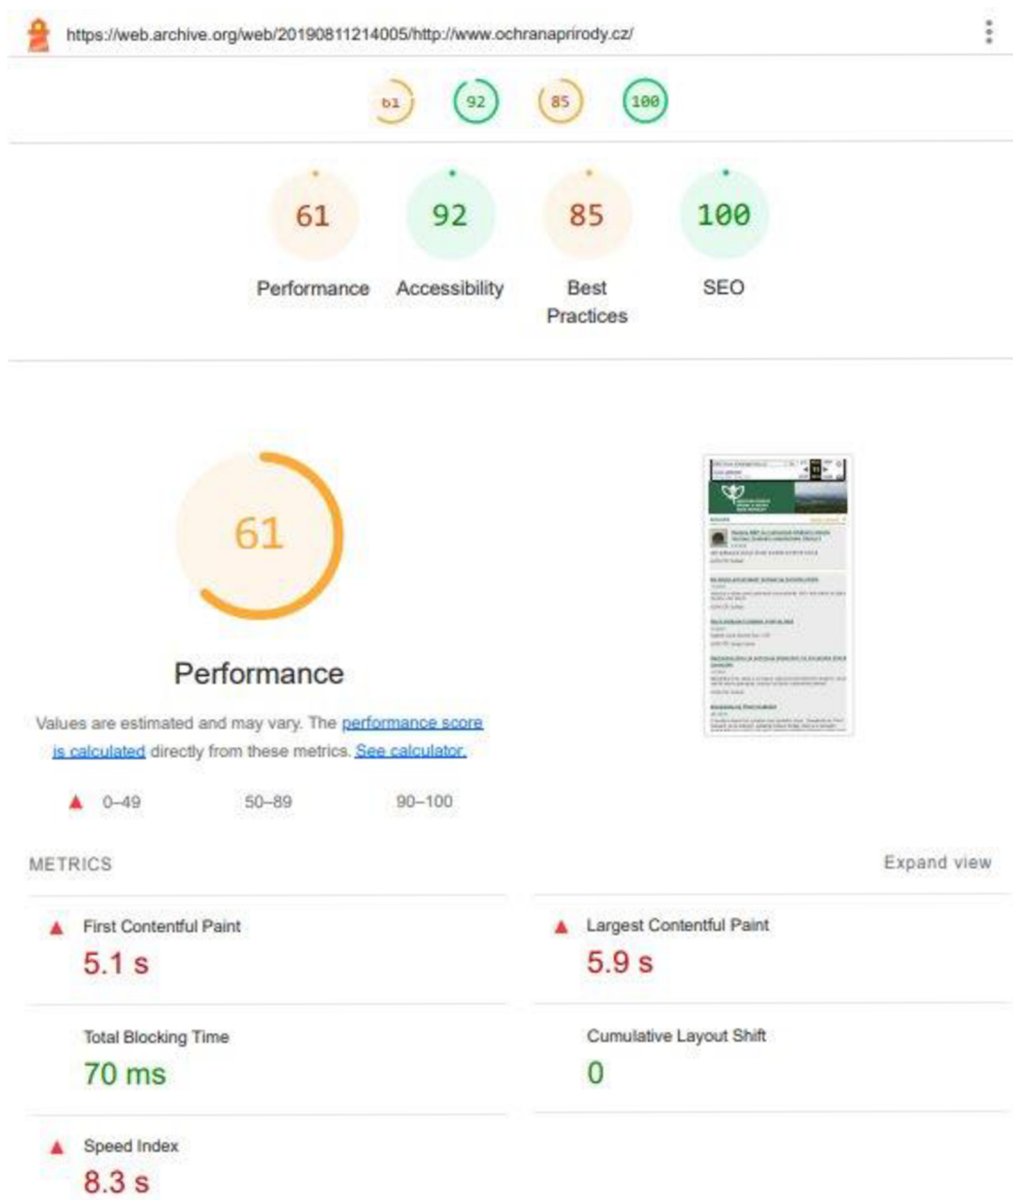 https://web.archive.org/web/20190811214005/http://www.ochranaprirody.cz/
61 92 85 100
61 92 85 100
Performance Accessibility Best Practices SEO
61
Performance
Values are estimated and may vary. The performance score
is calculated directly from these metrics. See calculator.
0–49 50–89 90–100
METRICS Expand view
First Contentful Paint Largest Contentful Paint
5.1 s 5.9 s
Total Blocking Time Cumulative Layout Shift
70 ms 0
Speed Index
8.3 s